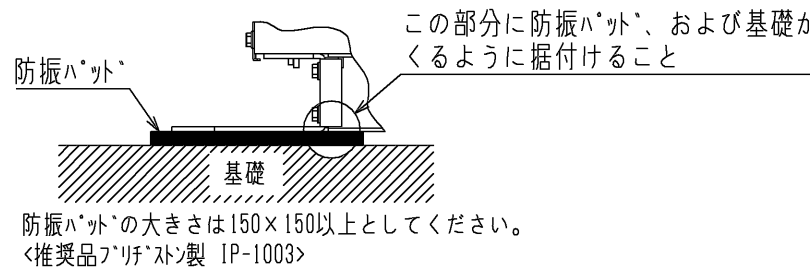 この部分に防振ﾊﾟｯﾄﾞ、および基礎が
くるように据付けること
防振ﾊﾟｯﾄﾞ
基礎
防振ﾊﾟｯﾄﾞの大きさは150×150以上としてください。
<推奨品ﾌﾞﾘﾁﾞｽﾄﾝ製 IP-1003>